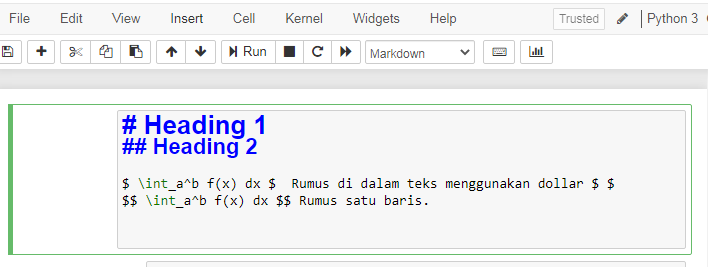 File Edit View Insert Cell Kernel Widgets Help Trusted Python 3
Run Markdown
# Heading 1
## Heading 2
$ \int_a^b f(x) dx $  Rumus di dalam teks menggunakan dollar $ $
$$ \int_a^b f(x) dx $$ Rumus satu baris.